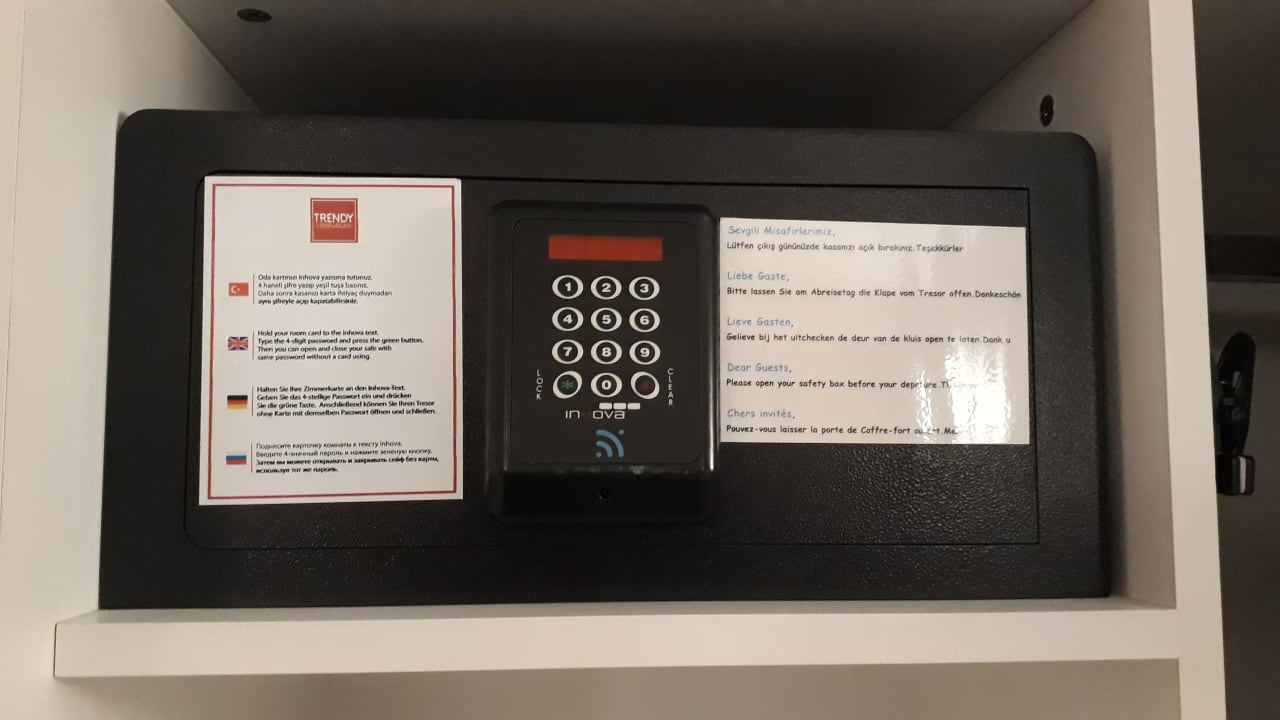 TRENDY
Oda kartınızı Inhova yazısına tutunuz.
4 haneli şifre yazıp yeşil tuşa basınız.
Daha sonra kasanızı karta ihtiyaç duymadan
aynı şifreyle açıp kapatabilirsiniz.
Hold your room card to the inhova text.
Type the 4-digit password and press the green button.
Then you can open and close your safe with
same password without a card using.
Halten Sie Ihre Zimmerkarte an den Inhova-Text.
Geben Sie das 4-stellige Passwort ein und drücken
Sie die grüne Taste. Anschließend können Sie Ihren Tresor
ohne Karte mit demselben Passwort öffnen und schließen.
Поднесите карточку комнаты к тексту Inhova.
Введите 4-значный пароль и нажмите зеленую кнопку.
Затем вы можете открывать и закрывать сейф без карты,
используя тот же пароль.
1 2 3
4 5 6
7 8 9
* 0
LOCK
CLEAR
inhova
Sevgili Misafirlerimiz,
Lütfen çıkış gününüzde kasanızı açık bırakınız.Teşekkürler
Liebe Gäste,
Bitte lassen Sie am Abreisetag die Klape vom Tresor offen.Dankeschön
Lieve Gasten,
Gelieve bij het uitchecken de deur van de kluis open te laten.Dank u
Dear Guests,
Please open your safety box before your
Chers invités,
Pouvez-vous laisser la porte de Coffre-fort